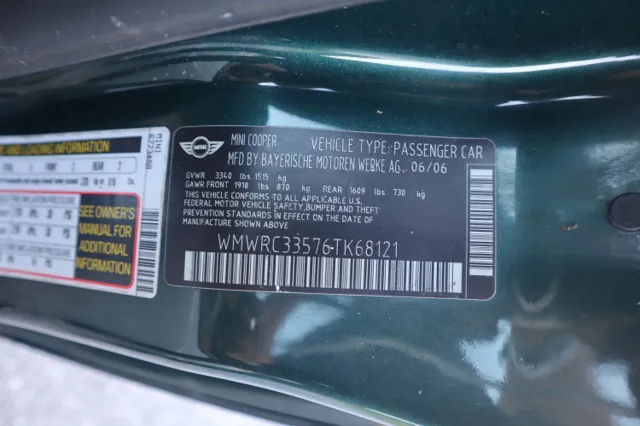 MINI COOPER VEHICLE TYPE: PASSENGER CAR
MFD BY BAYERISCHE MOTOREN WERKE AG. 06/06
GVWR 3340 lbs 1515 kg
GAWR FRONT 1918 lbs 870 kg REAR 1609 lbs 730 kg
THIS VEHICLE CONFORMS TO ALL APPLICABLE U.S.
FEDERAL MOTOR VEHICLE SAFETY, BUMPER AND THEFT
PREVENTION STANDARDS IN EFFECT ON THE DATE OF
MANUFACTURE SHOWN ABOVE.
WMWRC33576TK68121
MINI
LOADING INFORMATION
SEE OWNER'S
MANUAL FOR
ADDITIONAL
INFORMATION